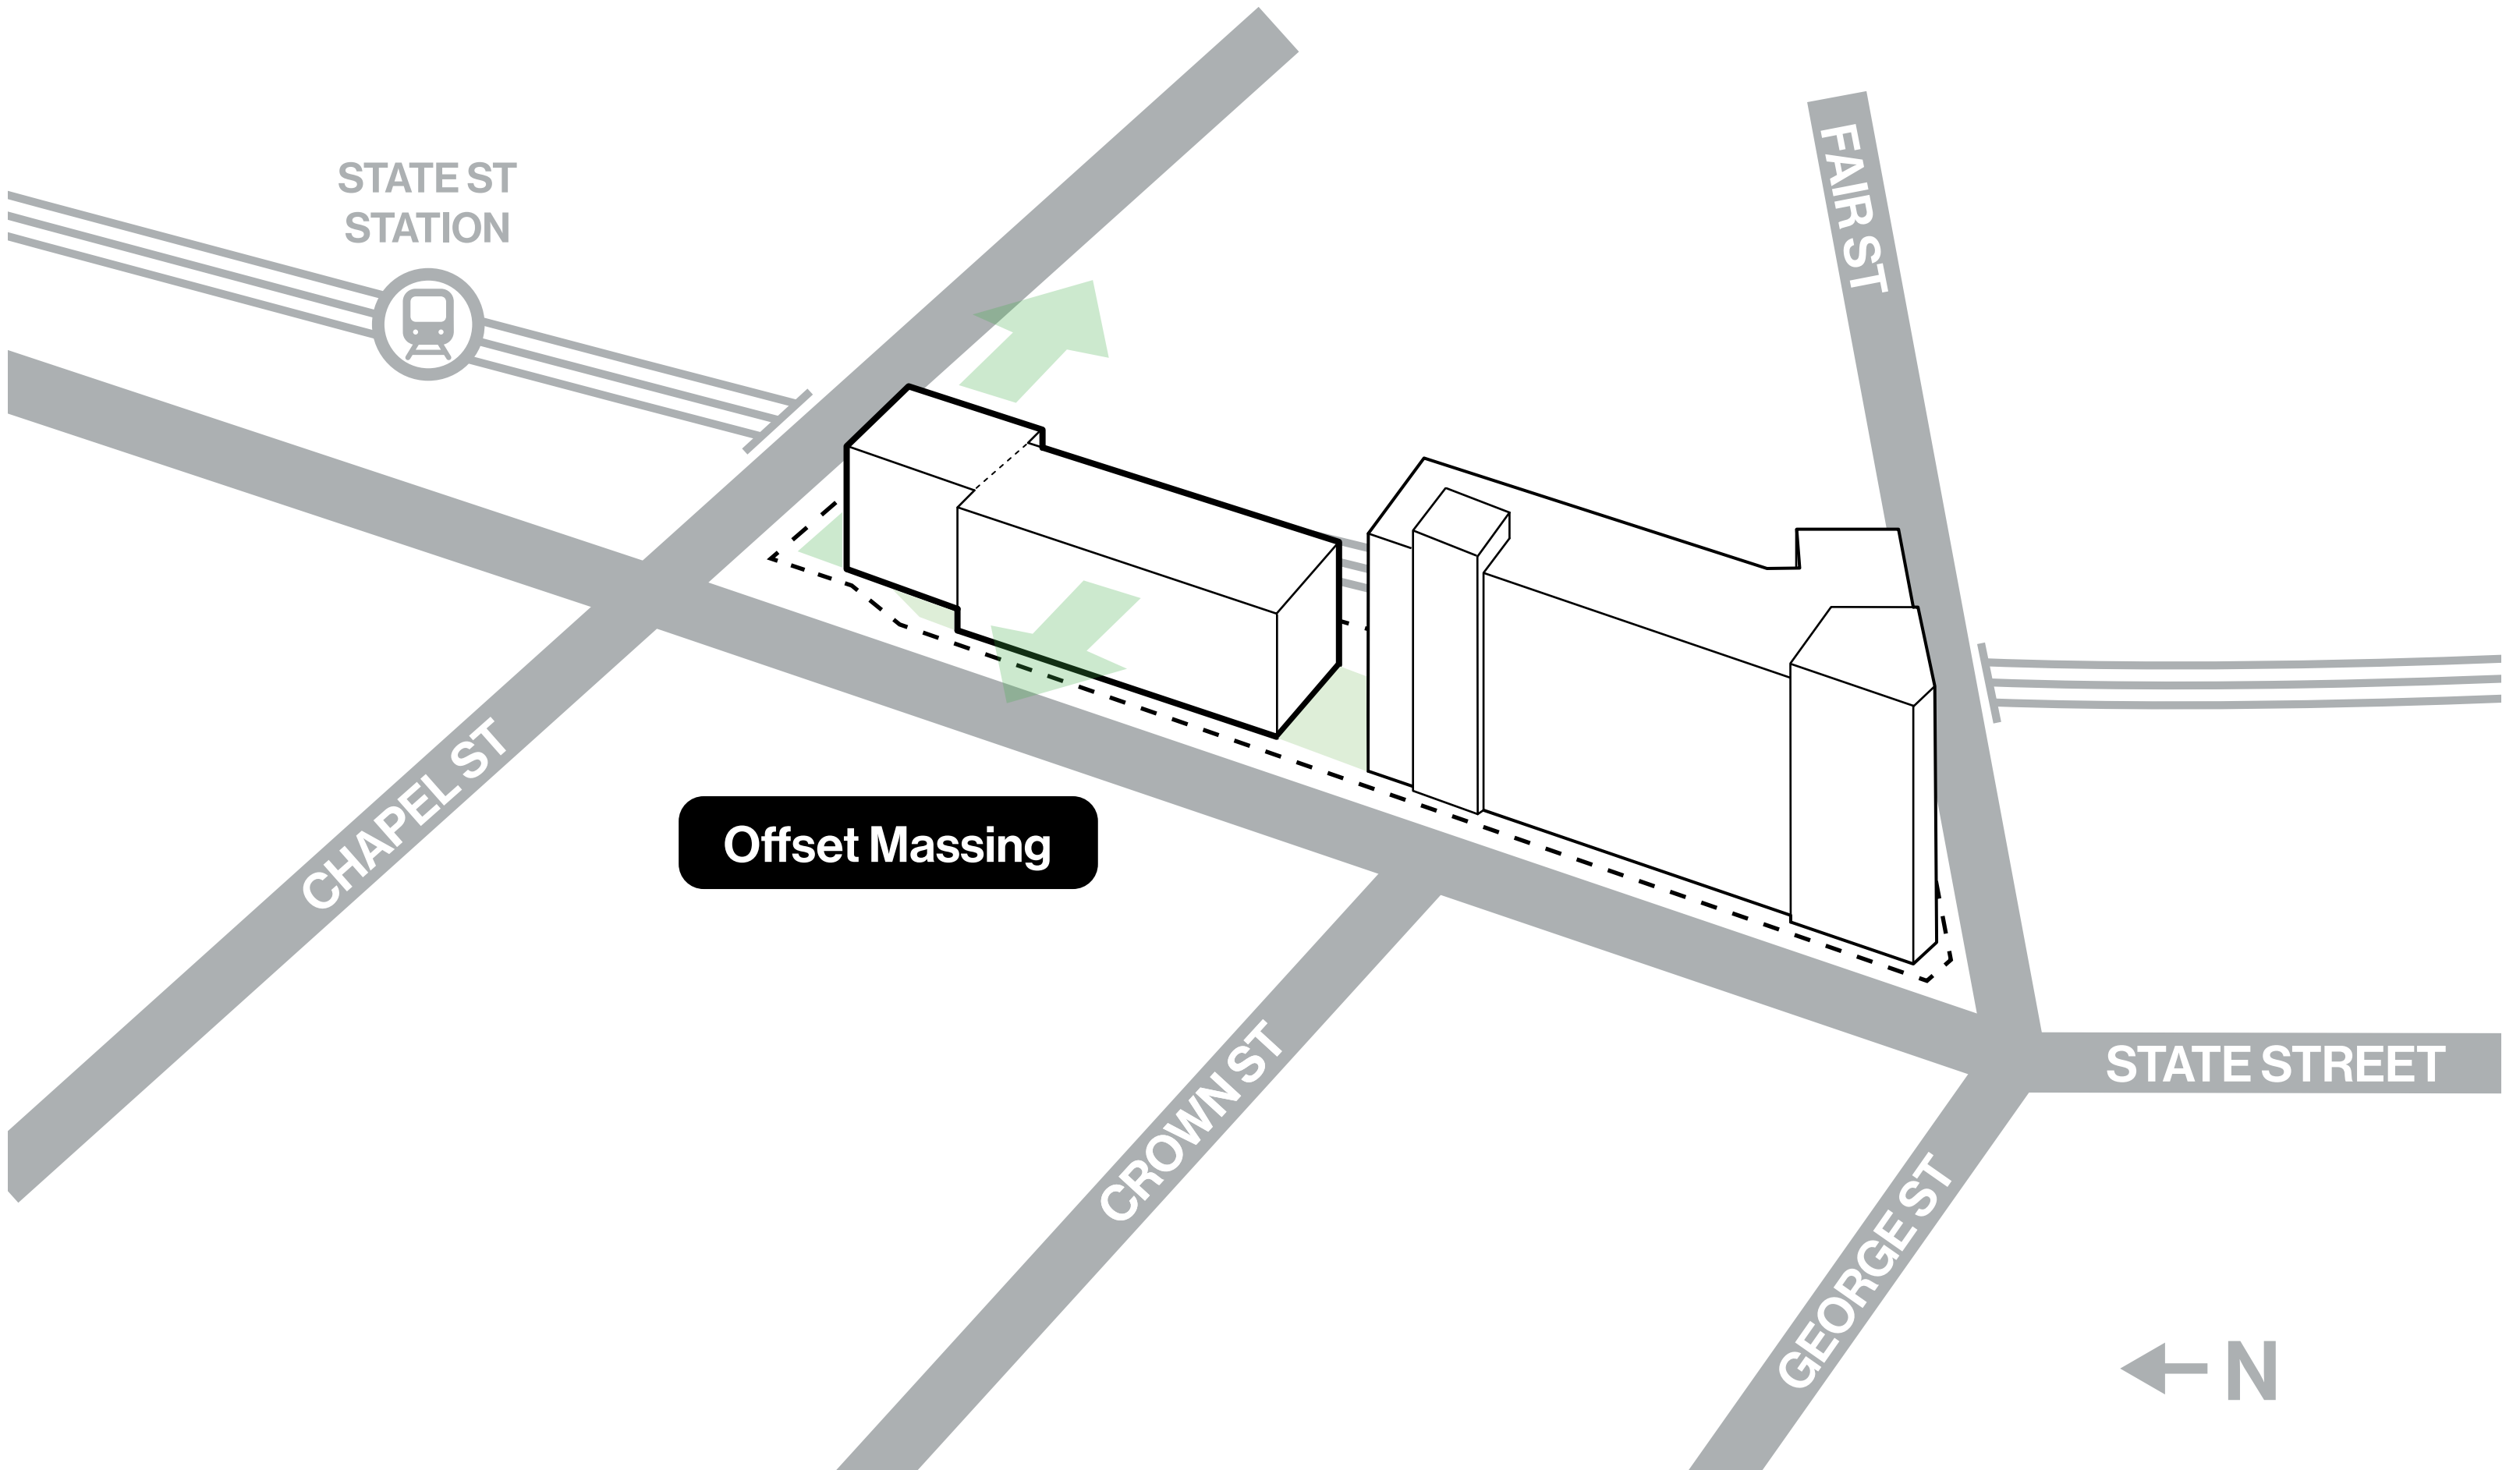 STATE ST
STATION
FAIR ST
CHAPEL ST
Offset Massing
CROWN ST
STATE STREET
GEORGE ST
N